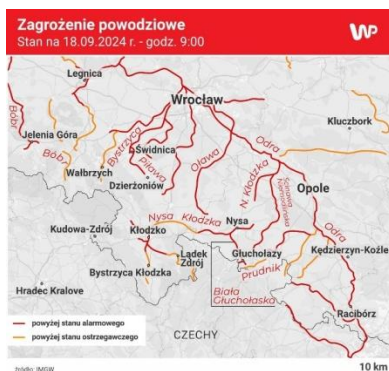 Zagrożenie powodziowe
Stan na 18.09.2024 r. - godz. 9:00
WP
Legnica
Wrocław
Kluczbork
Bóbr
Jelenia Góra
Bóbr
Bystrzyca
Świdnica
Piława
Oława
Odra
Wałbrzych
Dzierżoniów
N. Kłodzka
Ścinawa Niemodlińska
Opole
Nysa Kłodzka
Nysa
Odra
Kudowa-Zdrój
Kłodzko
Głuchołazy
Kędzierzyn-Koźle
Lądek
Zdrój
Prudnik
Bystrzyca Kłodzka
Biała
Głuchołaska
Hradec Kralove
Racibórz
powyżej stanu alarmowego
powyżej stanu ostrzegawczego
CZECHY
źródło: IMGW
10 km